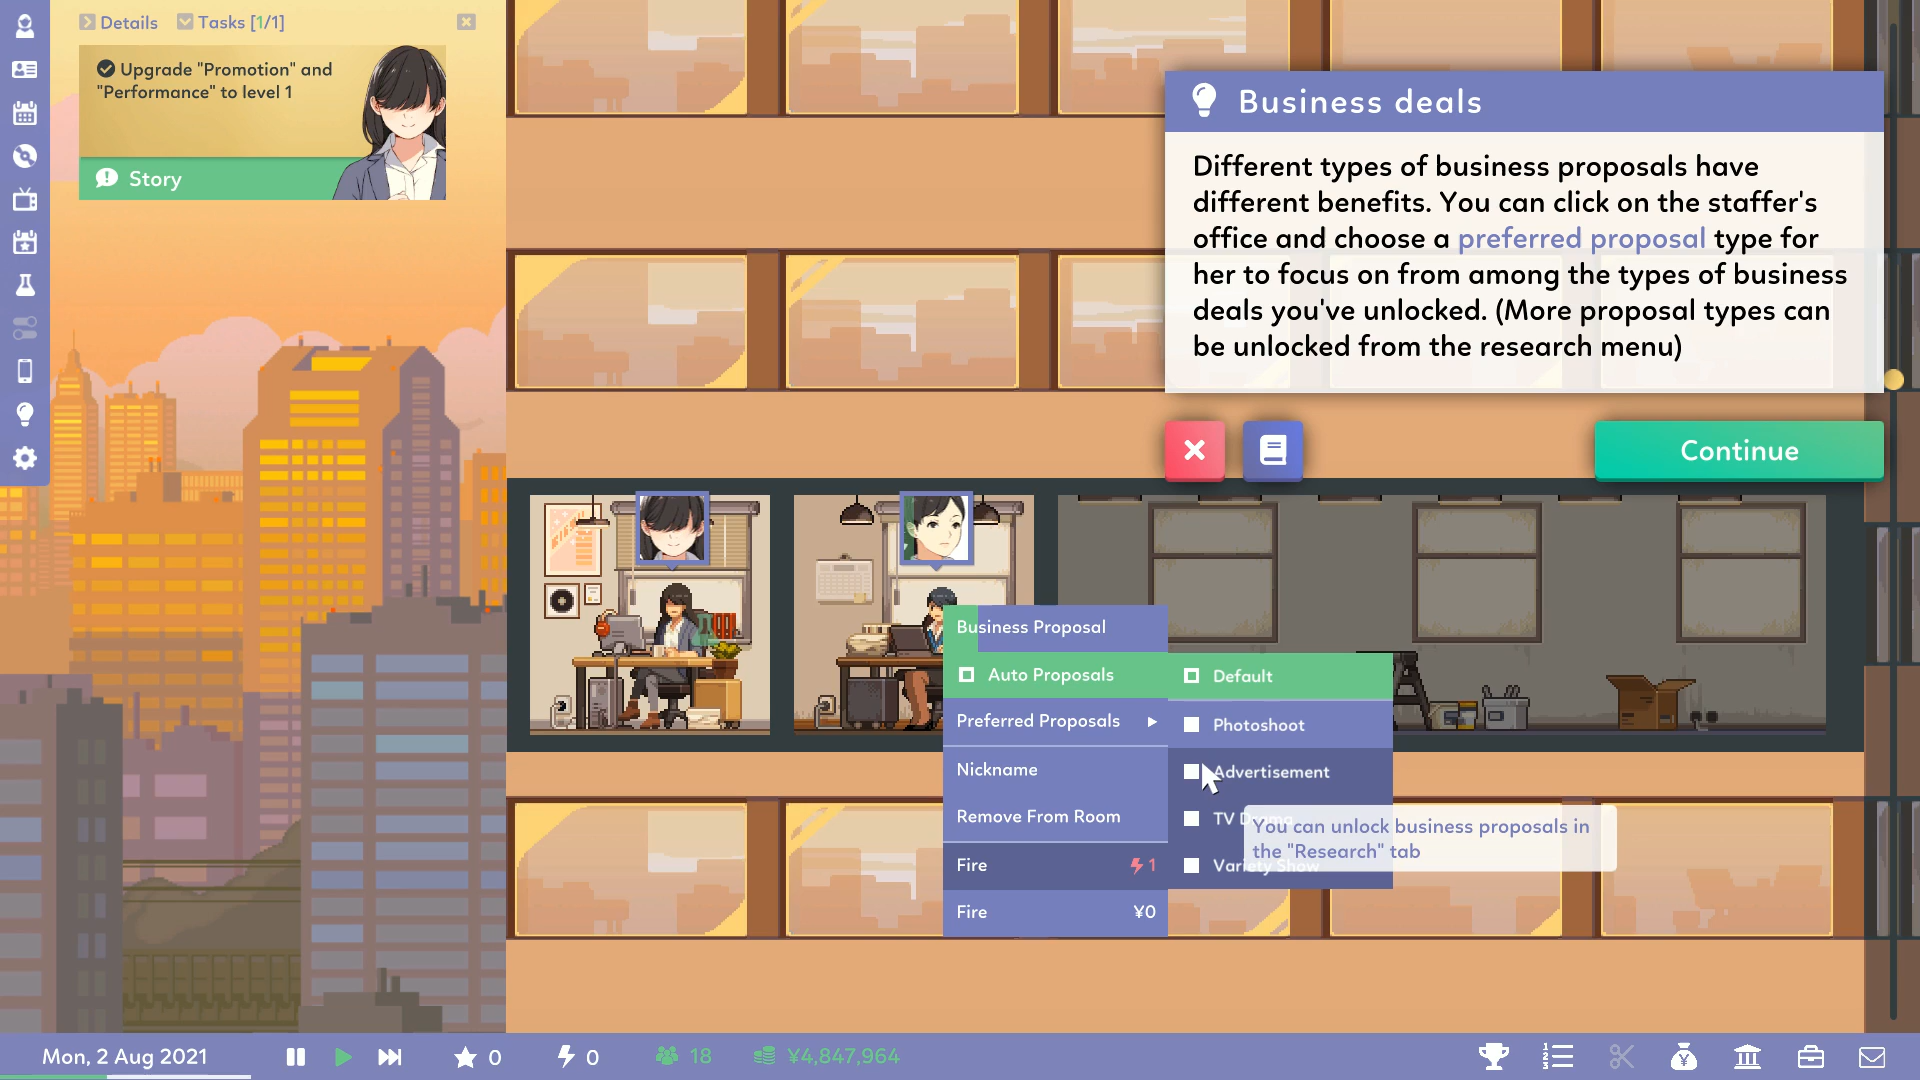 Details
Tasks [1/1]
Upgrade "Promotion" and
"Performance" to level 1
Story
Business deals
Different types of business proposals have
different benefits. You can click on the staffer's
office and choose a preferred proposal type for
her to focus on from among the types of business
deals you've unlocked. (More proposal types can
be unlocked from the research menu)
Continue
Business Proposal
Auto Proposals
Preferred Proposals
Nickname
Remove From Room
Fire 1
Fire ¥0
Default
Photoshoot
Advertisement
TV Drama
Variety Show
You can unlock business proposals in
the "Research" tab
Mon, 2 Aug 2021
0
0
18
¥4,847,964